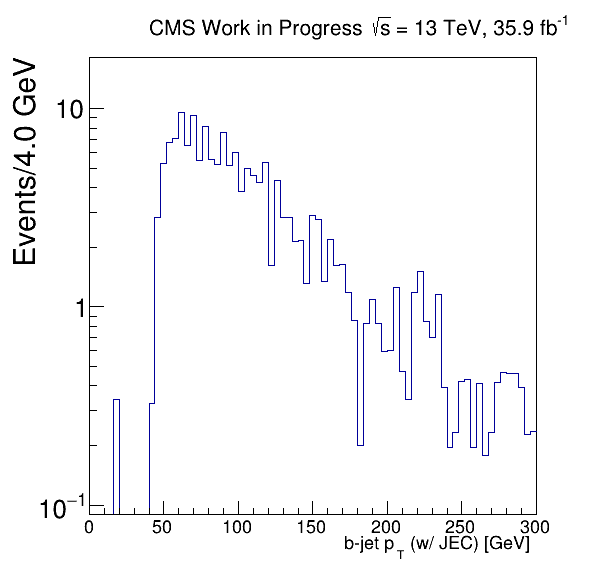 CMS Work in Progress √s = 13 TeV, 35.9 fb⁻¹
Events/4.0 GeV
10
1
10⁻¹
0 50 100 150 200 250 300
b-jet p_T (w/ JEC) [GeV]